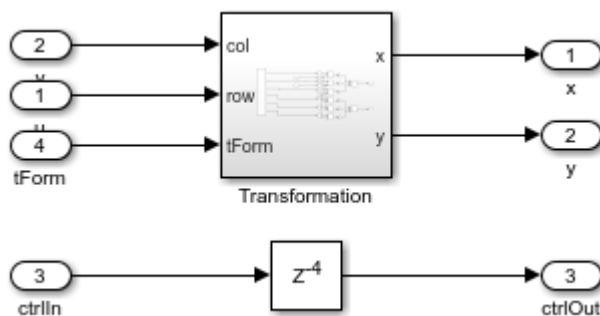 2
col
x
1
x
1
row
4
tForm
y
2
y
tForm
Transformation
3
ctrlIn
Z-4
3
ctrlOut